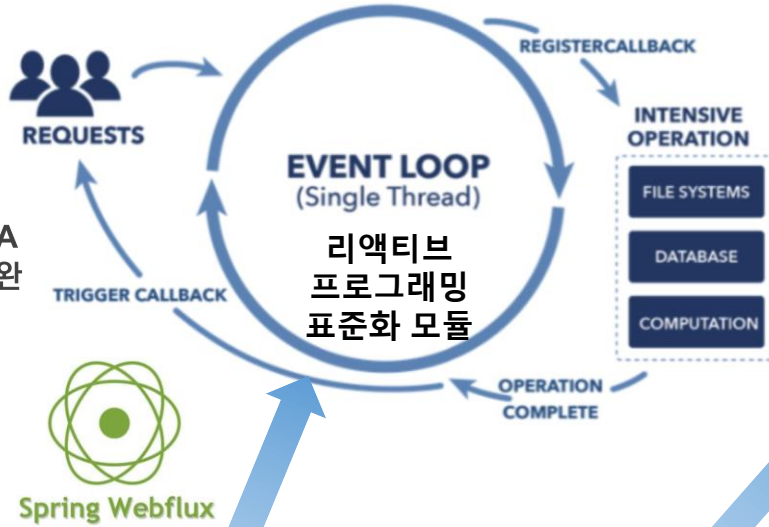 REGISTERCALLBACK
REQUESTS
INTENSIVE
OPERATION
EVENT LOOP
(Single Thread)
FILE SYSTEMS
A
완
리액티브
프로그래밍
표준화 모듈
DATABASE
TRIGGER CALLBACK
COMPUTATION
OPERATION
COMPLETE
Spring Webflux